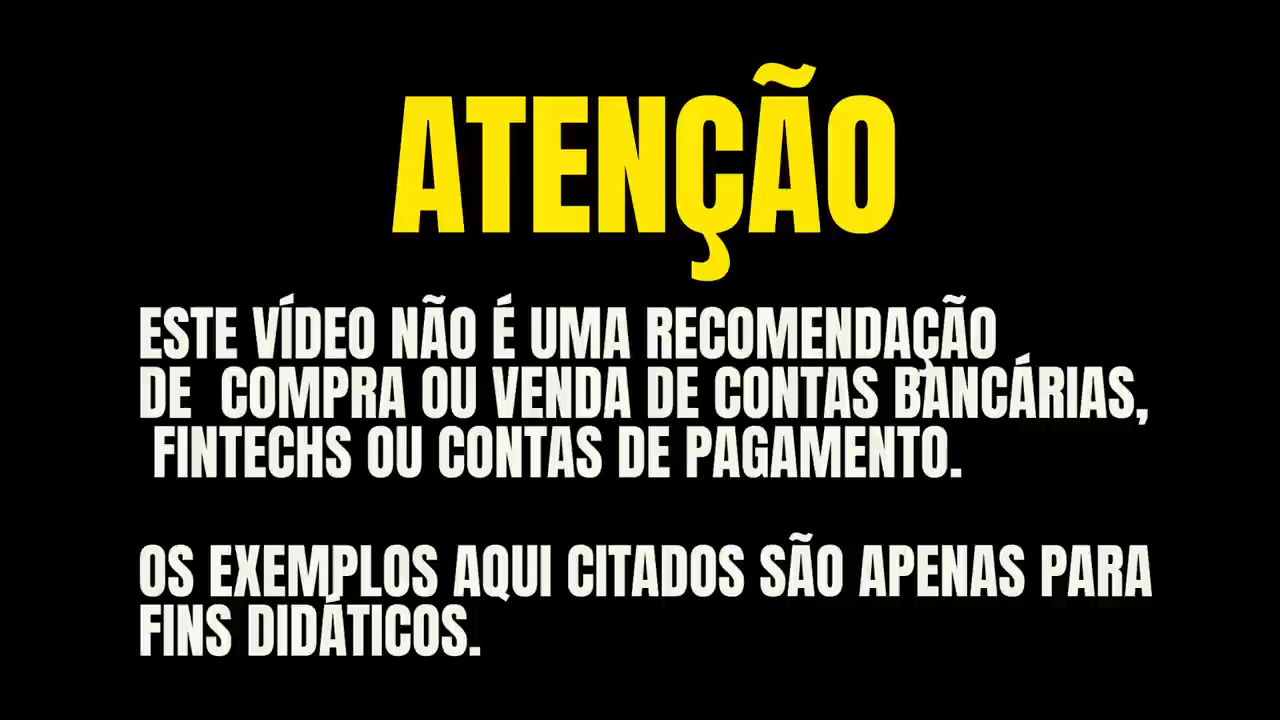 ATENÇÃO
ESTE VÍDEO NÃO É UMA RECOMENDAÇÃO
DE COMPRA OU VENDA DE CONTAS BANCÁRIAS,
FINTECHS OU CONTAS DE PAGAMENTO.
OS EXEMPLOS AQUI CITADOS SÃO APENAS PARA
FINS DIDÁTICOS.